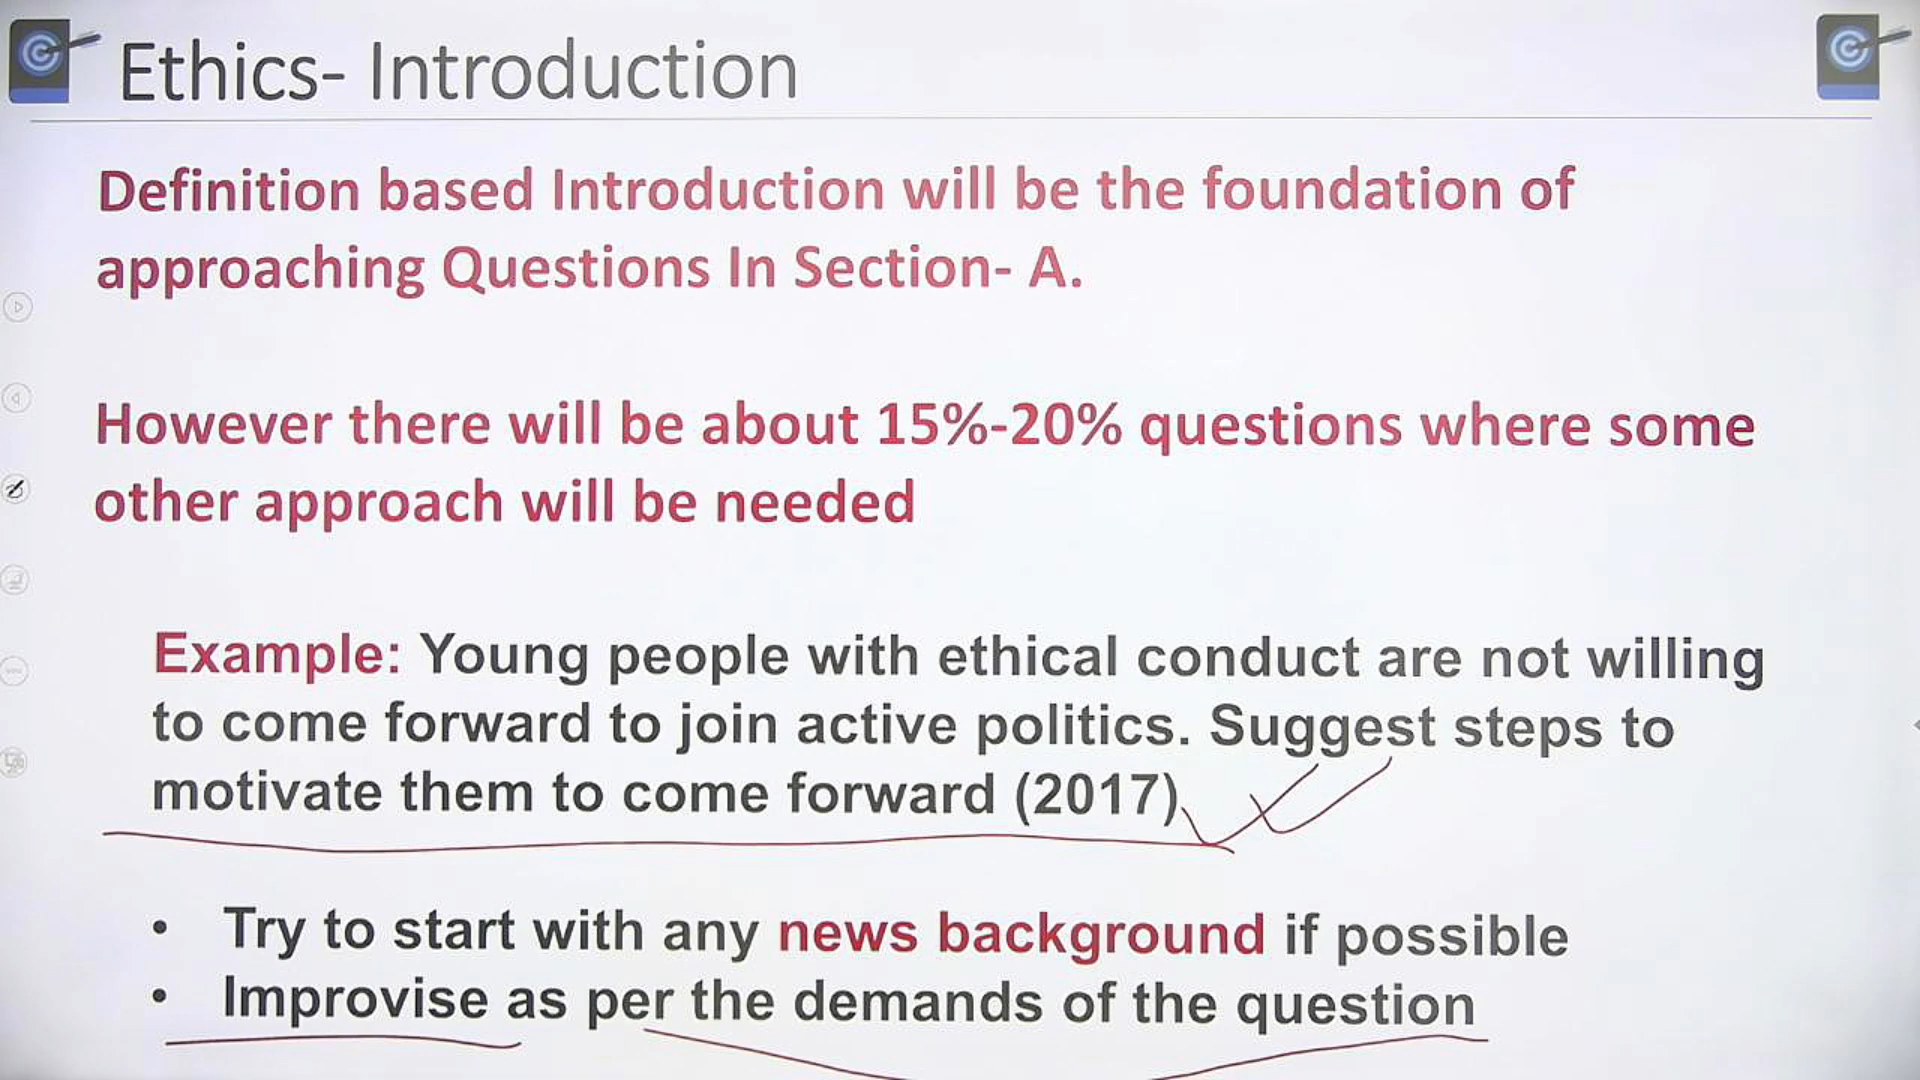 Ethics- Introduction
Definition based Introduction will be the foundation of
approaching Questions In Section- A.
However there will be about 15%-20% questions where some
other approach will be needed
Example: Young people with ethical conduct are not willing
to come forward to join active politics. Suggest steps to
motivate them to come forward (2017)
• Try to start with any news background if possible
• Improvise as per the demands of the question